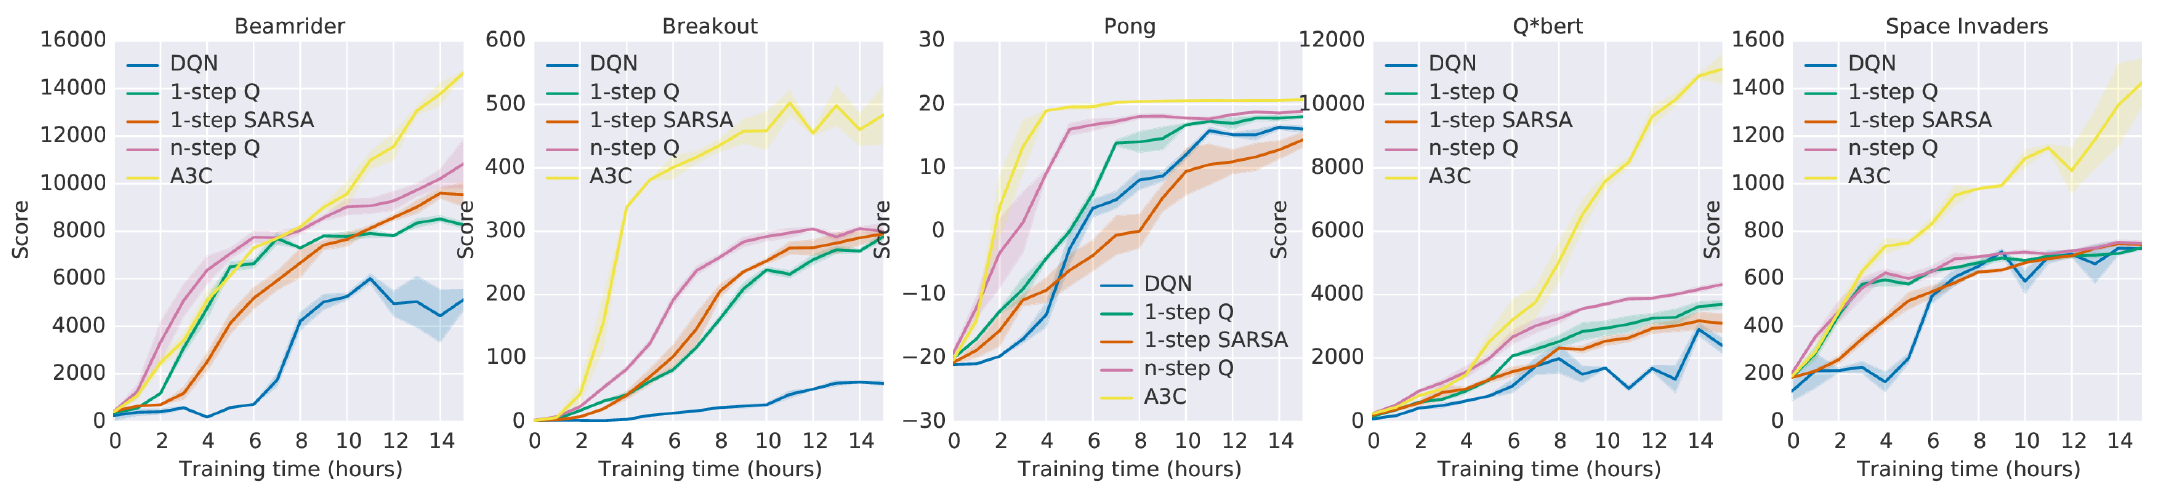 Beamrider
16000
14000
12000
10000
8000
6000
4000
2000
0
Score
DQN
1-step Q
1-step SARSA
n-step Q
A3C
0 2 4 6 8 10 12 14
Training time (hours)
Breakout
600
500
400
300
200
100
0
Score
DQN
1-step Q
1-step SARSA
n-step Q
A3C
0 2 4 6 8 10 12 14
Training time (hours)
Pong
30
20
10
0
−10
−20
−30
Score
DQN
1-step Q
1-step SARSA
n-step Q
A3C
0 2 4 6 8 10 12 14
Training time (hours)
Q*bert
12000
10000
8000
6000
4000
2000
0
Score
DQN
1-step Q
1-step SARSA
n-step Q
A3C
0 2 4 6 8 10 12 14
Training time (hours)
Space Invaders
1600
1400
1200
1000
800
600
400
200
0
Score
DQN
1-step Q
1-step SARSA
n-step Q
A3C
0 2 4 6 8 10 12 14
Training time (hours)